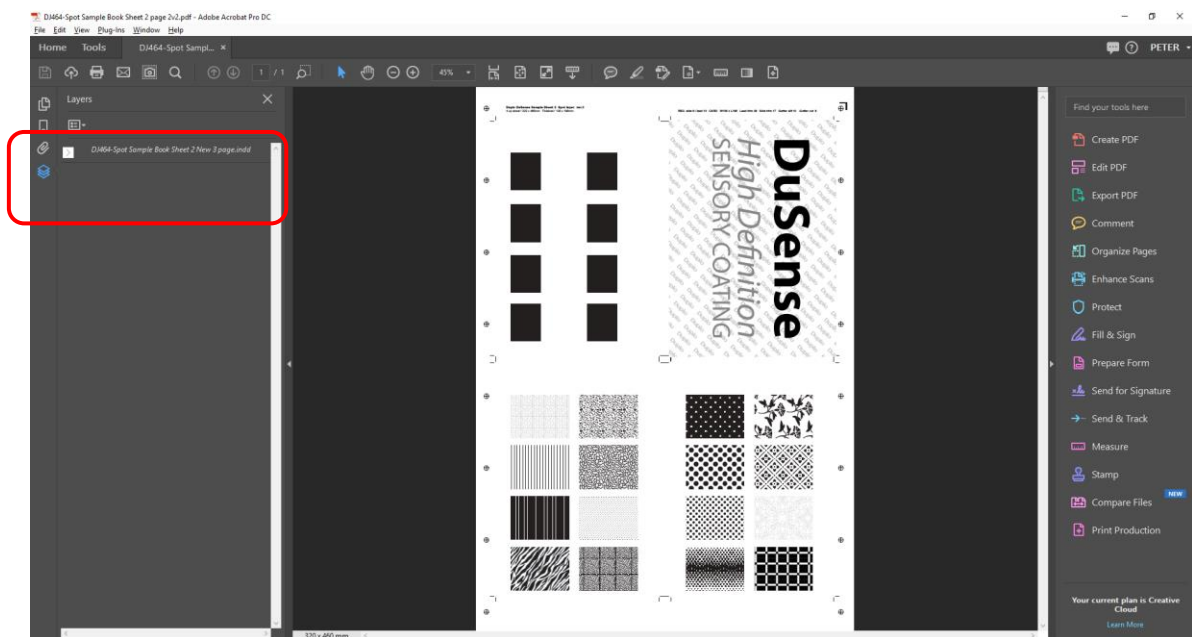 DJ464-Spot Sample Book Sheet 2 page 2v2.pdf - Adobe Acrobat Pro DC
File Edit View Plug-Ins Window Help
Home Tools DJ464-Spot Sampl... × PETER
1 / 1 45%
Layers
DJ464-Spot Sample Book Sheet 2 New 3 page.indd
DuSense
High Definition
SENSORY COATING
320 x 460 mm
Find your tools here
Create PDF
Edit PDF
Export PDF
Comment
Organize Pages
Enhance Scans
Protect
Fill & Sign
Prepare Form
Send for Signature
Send & Track
Measure
Stamp
Compare Files NEW
Print Production
Your current plan is Creative
Cloud
Learn More